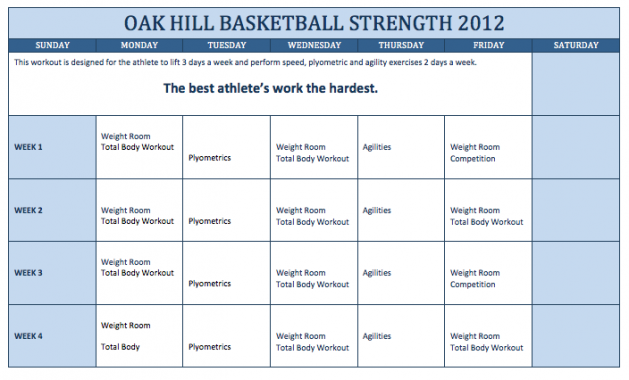 OAK HILL BASKETBALL STRENGTH 2012
SUNDAY MONDAY TUESDAY WEDNESDAY THURSDAY FRIDAY SATURDAY
This workout is designed for the athlete to lift 3 days a week and perform speed, plyometric and agility exercises 2 days a week.
The best athlete's work the hardest.
WEEK 1
Weight Room
Total Body Workout
Plyometrics
Weight Room
Total Body Workout
Agilities
Weight Room
Competition
WEEK 2
Weight Room
Total Body Workout
Plyometrics
Weight Room
Total Body Workout
Agilities
Weight Room
Total Body Workout
WEEK 3
Weight Room
Total Body Workout
Plyometrics
Weight Room
Total Body Workout
Agilities
Weight Room
Competition
WEEK 4
Weight Room
Total Body
Plyometrics
Weight Room
Total Body Workout
Agilities
Weight Room
Total Body Workout